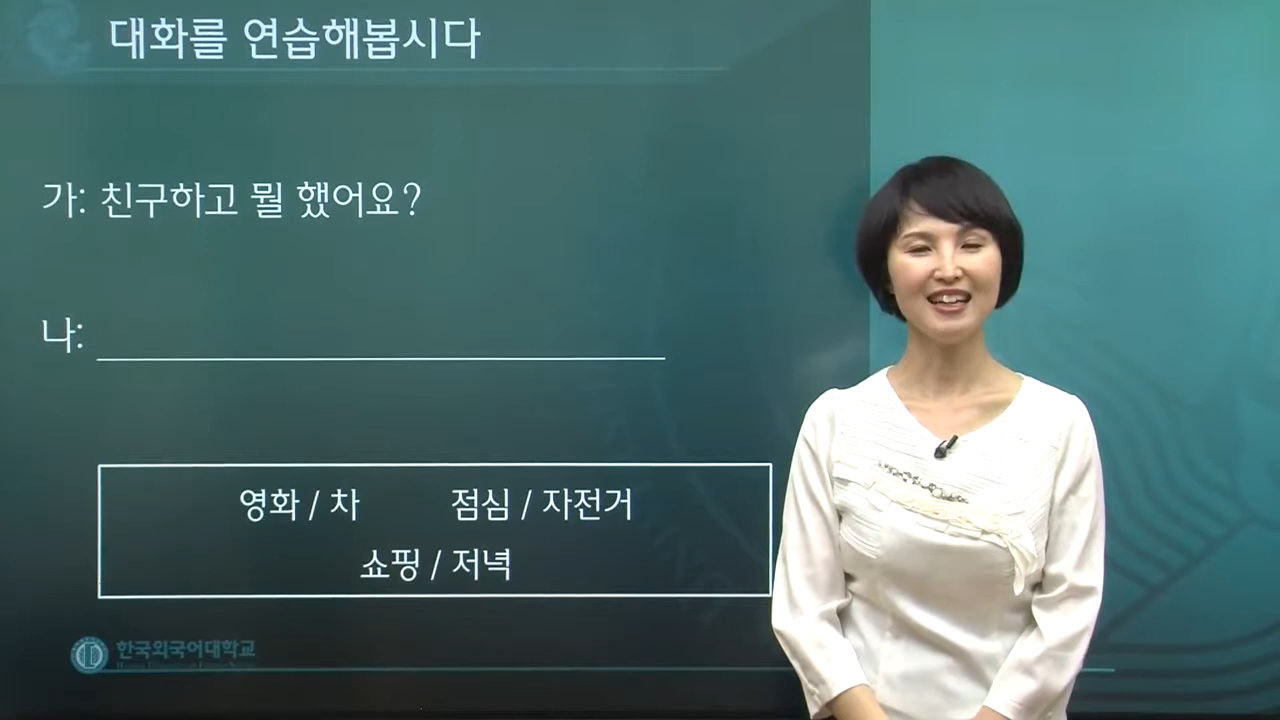 대화를 연습해봅시다
가: 친구하고 뭘 했어요?
나:
영화 / 차 점심 / 자전거
쇼핑 / 저녁
한국외국어대학교